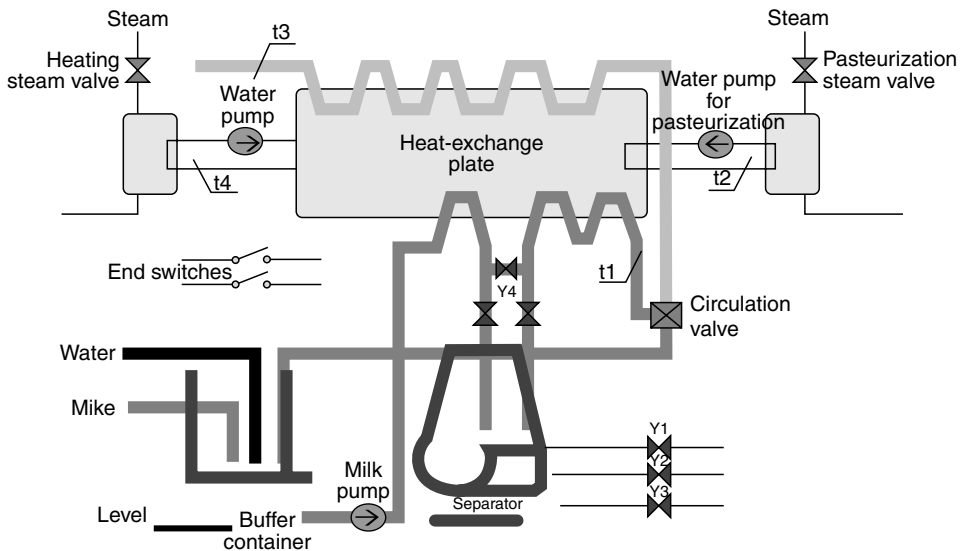 Steam
Steam
t3
Heating
steam valve
Pasteurization
steam valve
Water
pump
Water pump
for
pasteurization
Heat-exchange
plate
t4
t2
End switches
t1
Y4
Circulation
valve
Water
Mike
Y1
Y2
Y3
Milk
pump
Separator
Level
Buffer
container